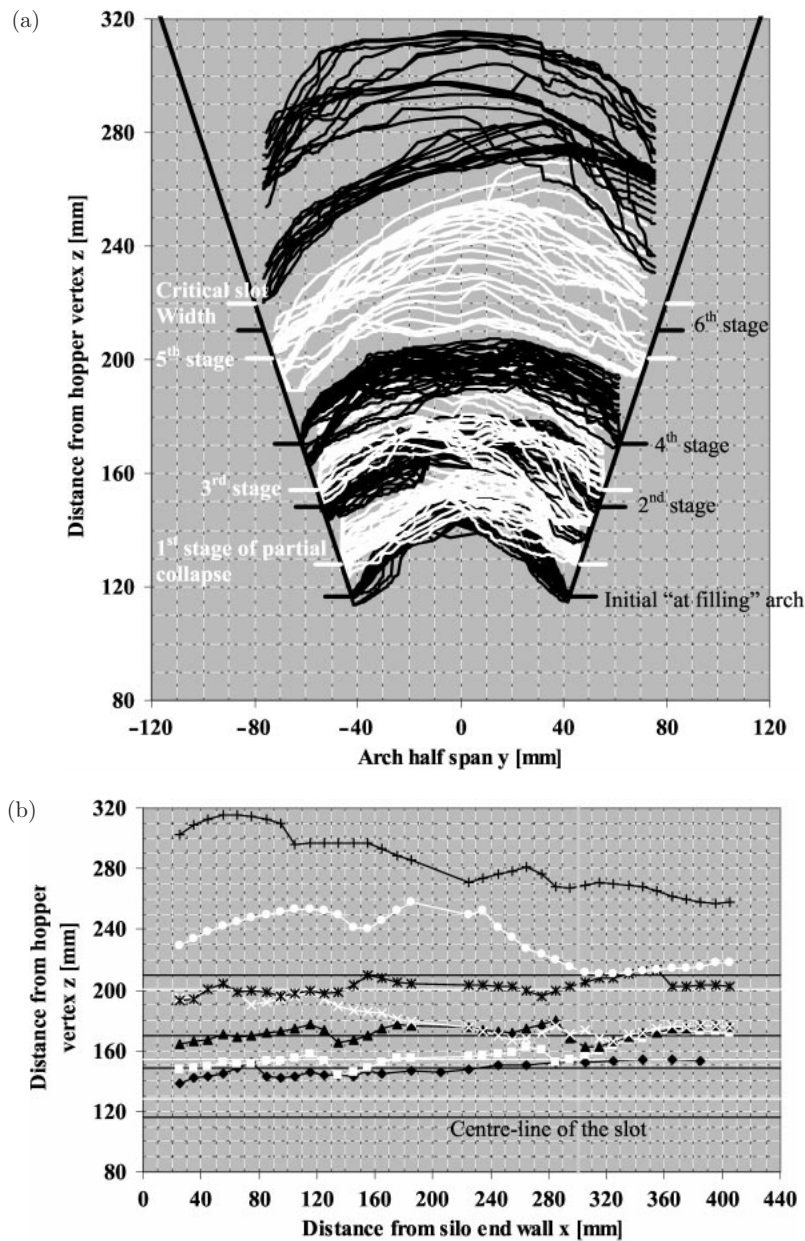 (a)
320
280
240
200
160
120
80
Distance from hopper vertex z [mm]
Critical slot
Width
5th stage
3rd stage
1st stage of partial
collapse
6th stage
4th stage
2nd stage
Initial “at filling” arch
−120 −80 −40 0 40 80 120
Arch half span y [mm]
(b)
320
280
240
200
160
120
80
Distance from hopper
vertex z [mm]
Centre-line of the slot
0 40 80 120 160 200 240 280 320 360 400 440
Distance from silo end wall x [mm]